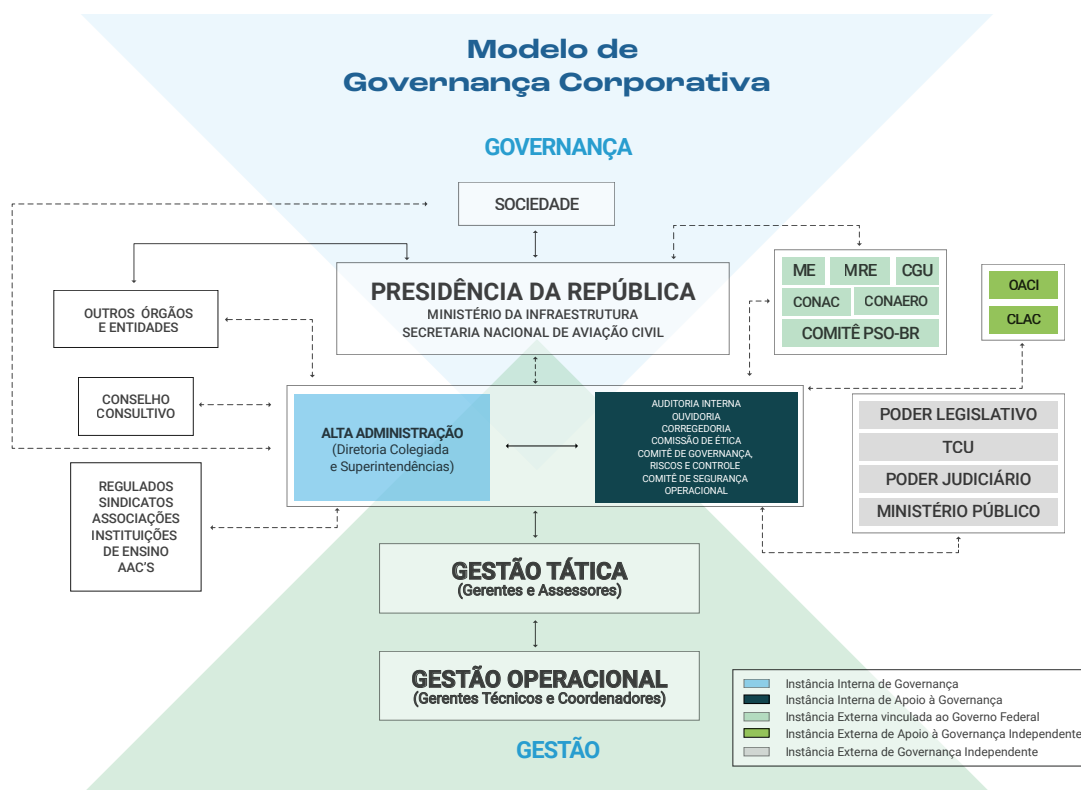 Modelo de
Governança Corporativa
GOVERNANÇA
SOCIEDADE
PRESIDÊNCIA DA REPÚBLICA
MINISTÉRIO DA INFRAESTRUTURA
SECRETARIA NACIONAL DE AVIAÇÃO CIVIL
ME
MRE
CGU
CONAC
CONAERO
COMITÊ PSO-BR
OACI
CLAC
OUTROS ÓRGÃOS
E ENTIDADES
CONSELHO
CONSULTIVO
REGULADOS
SINDICATOS
ASSOCIAÇÕES
INSTITUIÇÕES
DE ENSINO
AAC'S
ALTA ADMINISTRAÇÃO
(Diretoria Colegiada
e Superintendências)
AUDITORIA INTERNA
OUVIDORIA
CORREGEDORIA
COMISSÃO DE ÉTICA
COMITÊ DE GOVERNANÇA,
RISCOS E CONTROLE
COMITÊ DE SEGURANÇA
OPERACIONAL
PODER LEGISLATIVO
TCU
PODER JUDICIÁRIO
MINISTÉRIO PÚBLICO
GESTÃO TÁTICA
(Gerentes e Assessores)
GESTÃO OPERACIONAL
(Gerentes Técnicos e Coordenadores)
GESTÃO
Instância Interna de Governança
Instância Interna de Apoio à Governança
Instância Externa vinculada ao Governo Federal
Instância Externa de Apoio à Governança Independente
Instância Externa de Governança Independente